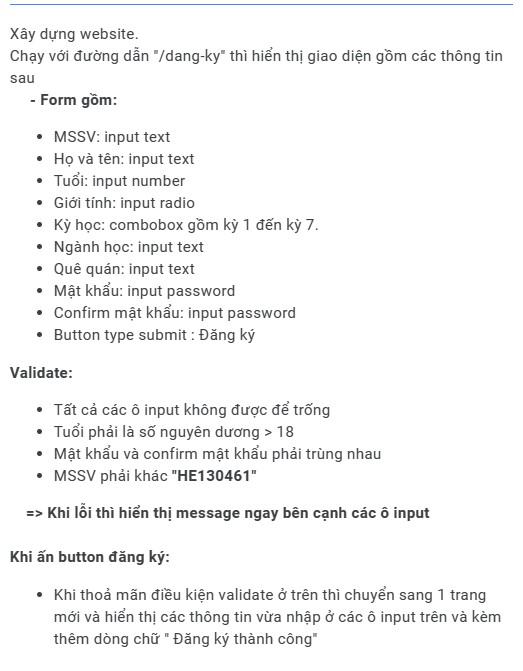 Xây dựng website.
Chạy với đường dẫn "/dang-ky" thì hiển thị giao diện gồm các thông tin
sau
- Form gồm:
• MSSV: input text
• Họ và tên: input text
• Tuổi: input number
• Giới tính: input radio
• Kỳ học: combobox gồm kỳ 1 đến kỳ 7.
• Ngành học: input text
• Quê quán: input text
• Mật khẩu: input password
• Confirm mật khẩu: input password
• Button type submit : Đăng ký
Validate:
• Tất cả các ô input không được để trống
• Tuổi phải là số nguyên dương > 18
• Mật khẩu và confirm mật khẩu phải trùng nhau
• MSSV phải khác "HE130461"
=> Khi lỗi thì hiển thị message ngay bên cạnh các ô input
Khi ấn button đăng ký:
• Khi thoả mãn điều kiện validate ở trên thì chuyển sang 1 trang
mới và hiển thị các thông tin vừa nhập ở các ô input trên và kèm
thêm dòng chữ " Đăng ký thành công"